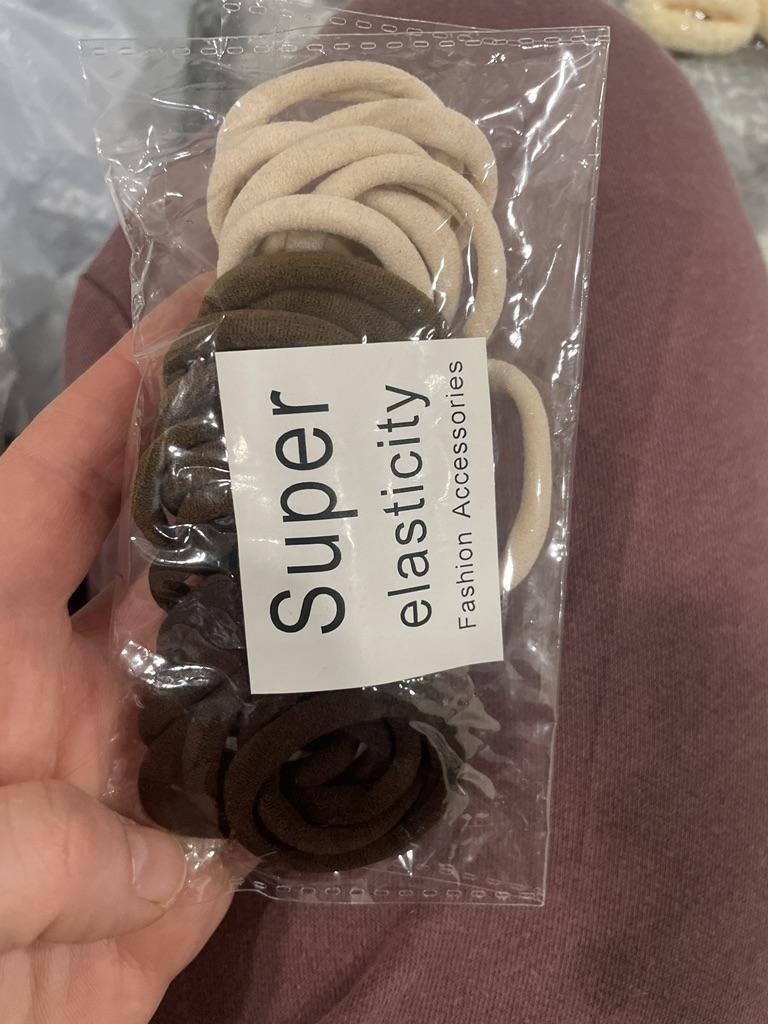 Super
elasticity
Fashion Accessories